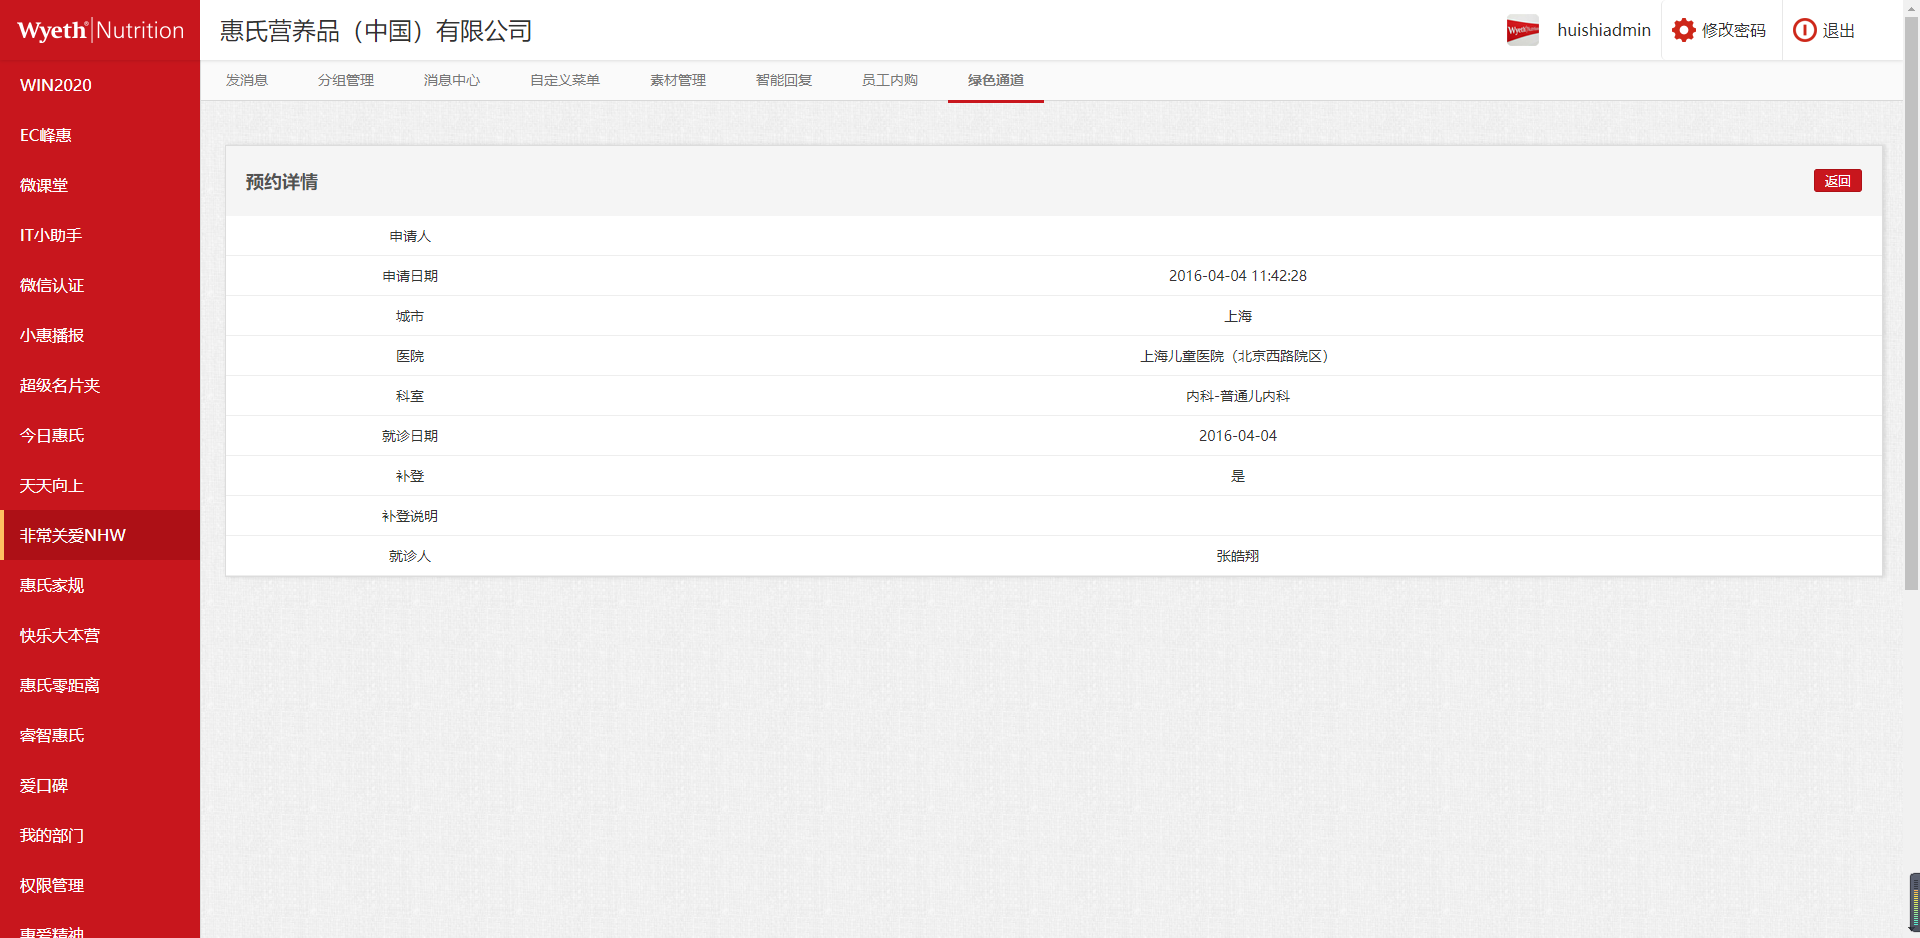 Wyeth Nutrition
惠氏营养品（中国）有限公司
huishiadmin
修改密码
退出
发消息
分组管理
消息中心
自定义菜单
素材管理
智能回复
员工内购
绿色通道
WIN2020
EC峰惠
微课堂
IT小助手
微信认证
小惠播报
超级名片夹
今日惠氏
天天向上
非常关爱NHW
惠氏家规
快乐大本营
惠氏零距离
睿智惠氏
爱口碑
我的部门
权限管理
惠爱精神
预约详情
返回
申请人
申请日期 2016-04-04 11:42:28
城市 上海
医院 上海儿童医院（北京西路院区）
科室 内科-普通儿内科
就诊日期 2016-04-04
补登 是
补登说明
就诊人 张皓翔